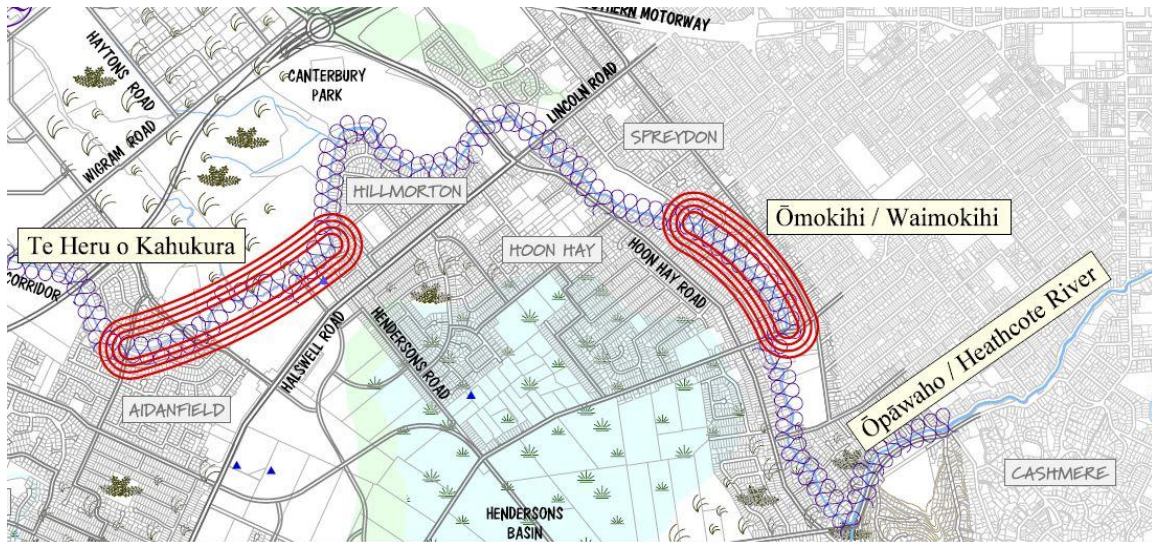 THERN MOTORWAY
HAYTONS ROAD
CANTERBURY
PARK
LINCOLN ROAD
WIGRAM ROAD
SPREYDON
HILLMORTON
Ōmokihi / Waimokihi
Te Heru o Kahukura
HOON HAY
CORRIDOR
HOON HAY ROAD
HENDERSONS ROAD
HALSWELL ROAD
Ōpāwaho / Heathcote River
AIDANFIELD
CASHMERE
HENDERSONS
BASIN